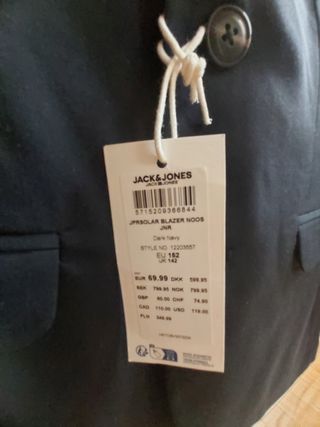 JACK&JONES
JACK&JONES
5715209366844
JPRSOLAR BLAZER NOOS
JNR
Dark Navy
STYLE NO. 12203557
EU 152
UK 142
EUR 69.99 DKK 599.95
SEK 799.95 NOK 799.95
GBP 60.00 CHF 74.90
CAD 110.00 USD 119.00
PLN 349.99